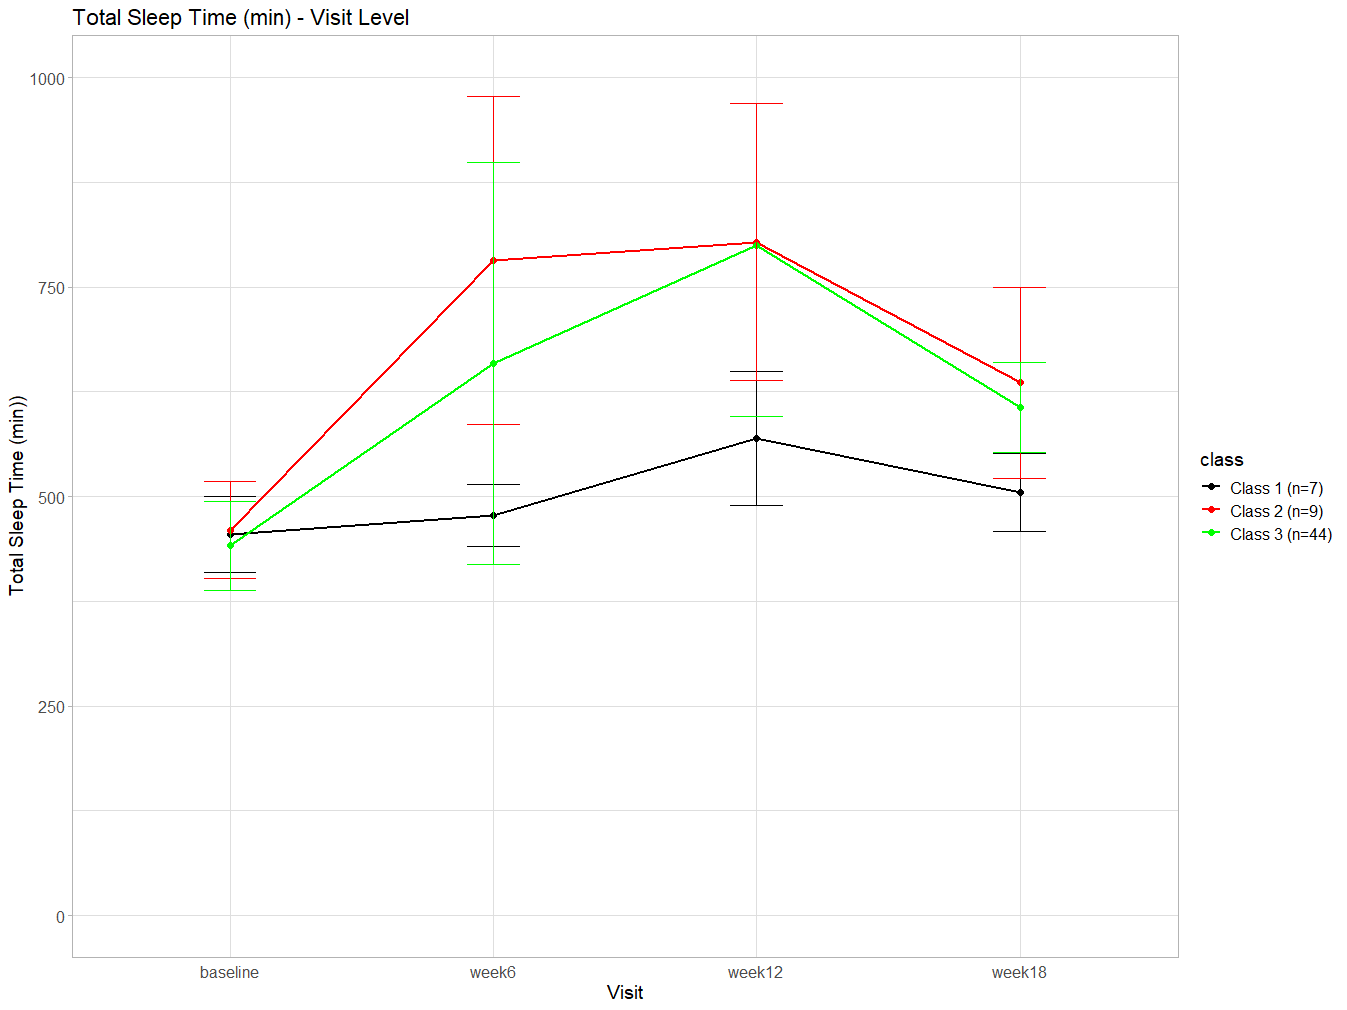 Total Sleep Time (min) - Visit Level
Total Sleep Time (min))
1000
750
500
250
0
baseline
week6
week12
week18
Visit
class
Class 1 (n=7)
Class 2 (n=9)
Class 3 (n=44)